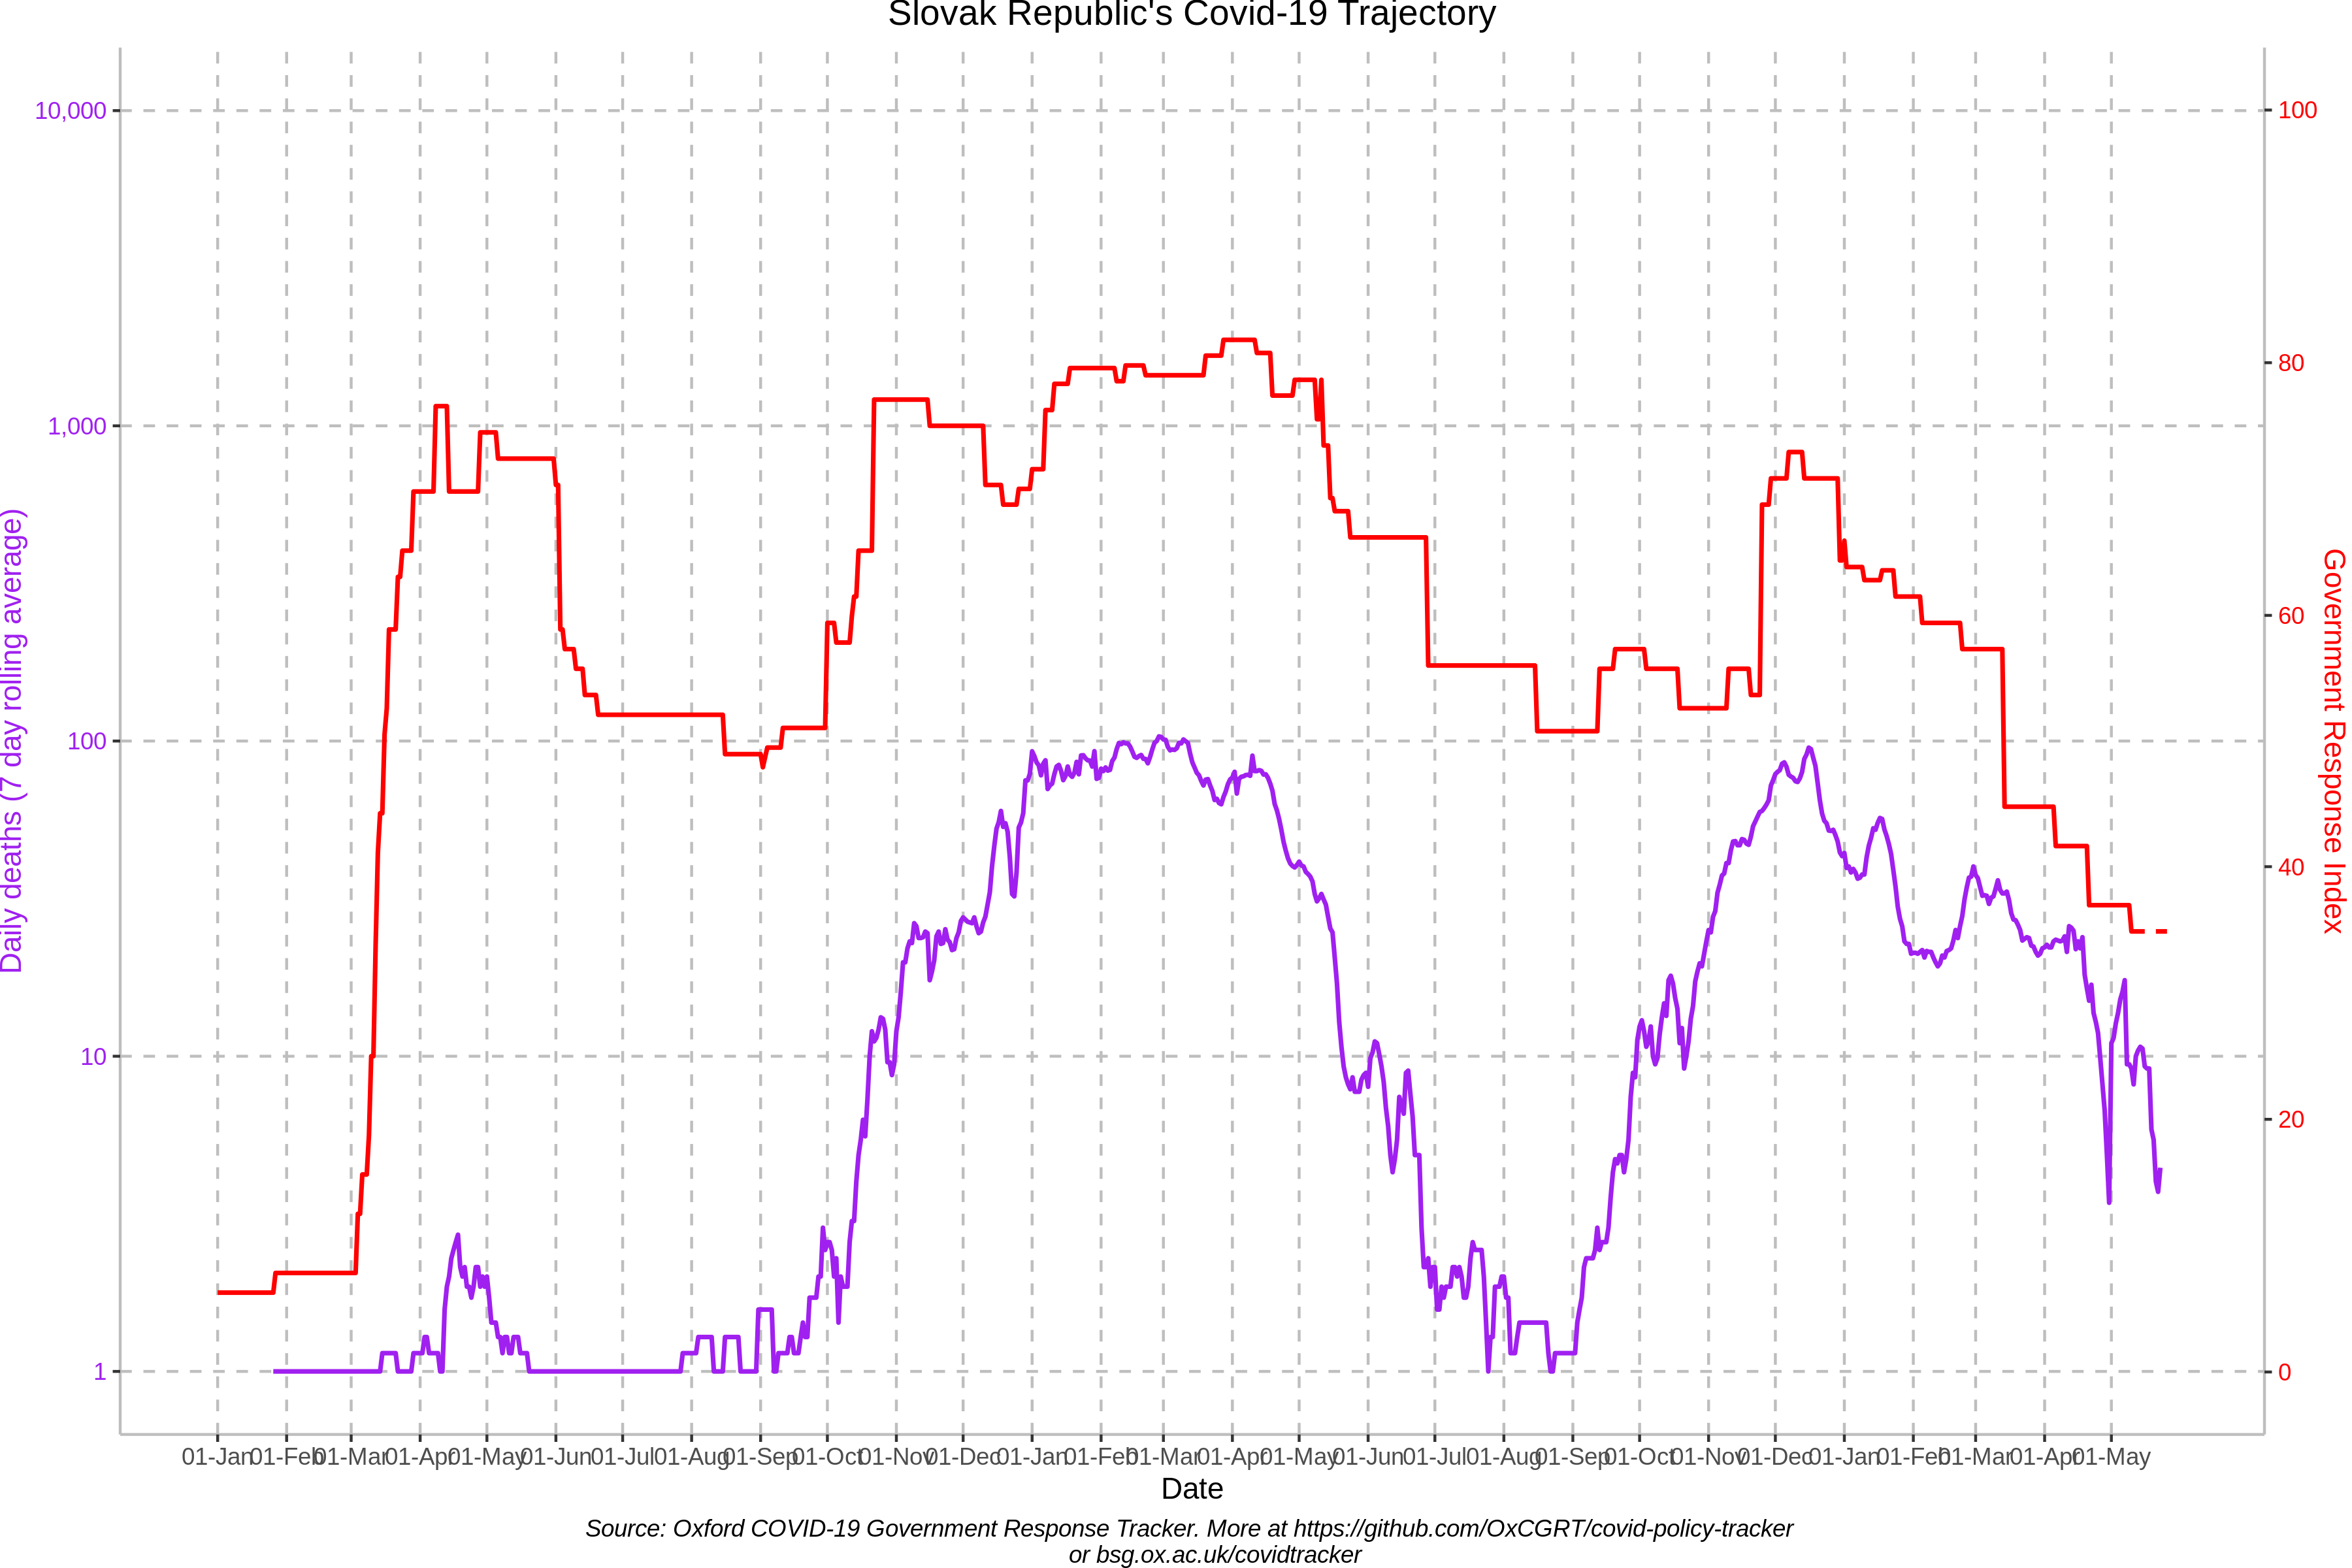 Slovak Republic's Covid-19 Trajectory
10,000
1,000
100
10
1
Daily deaths (7 day rolling average)
100
80
60
40
20
0
Government Response Index
01-Jan 01-Feb 01-Mar 01-Apr 01-May 01-Jun 01-Jul 01-Aug 01-Sep 01-Oct 01-Nov 01-Dec 01-Jan 01-Feb 01-Mar 01-Apr 01-May 01-Jun 01-Jul 01-Aug 01-Sep 01-Oct 01-Nov 01-Dec 01-Jan 01-Feb 01-Mar 01-Apr 01-May
Date
Source: Oxford COVID-19 Government Response Tracker. More at https://github.com/OxCGRT/covid-policy-tracker
or bsg.ox.ac.uk/covidtracker